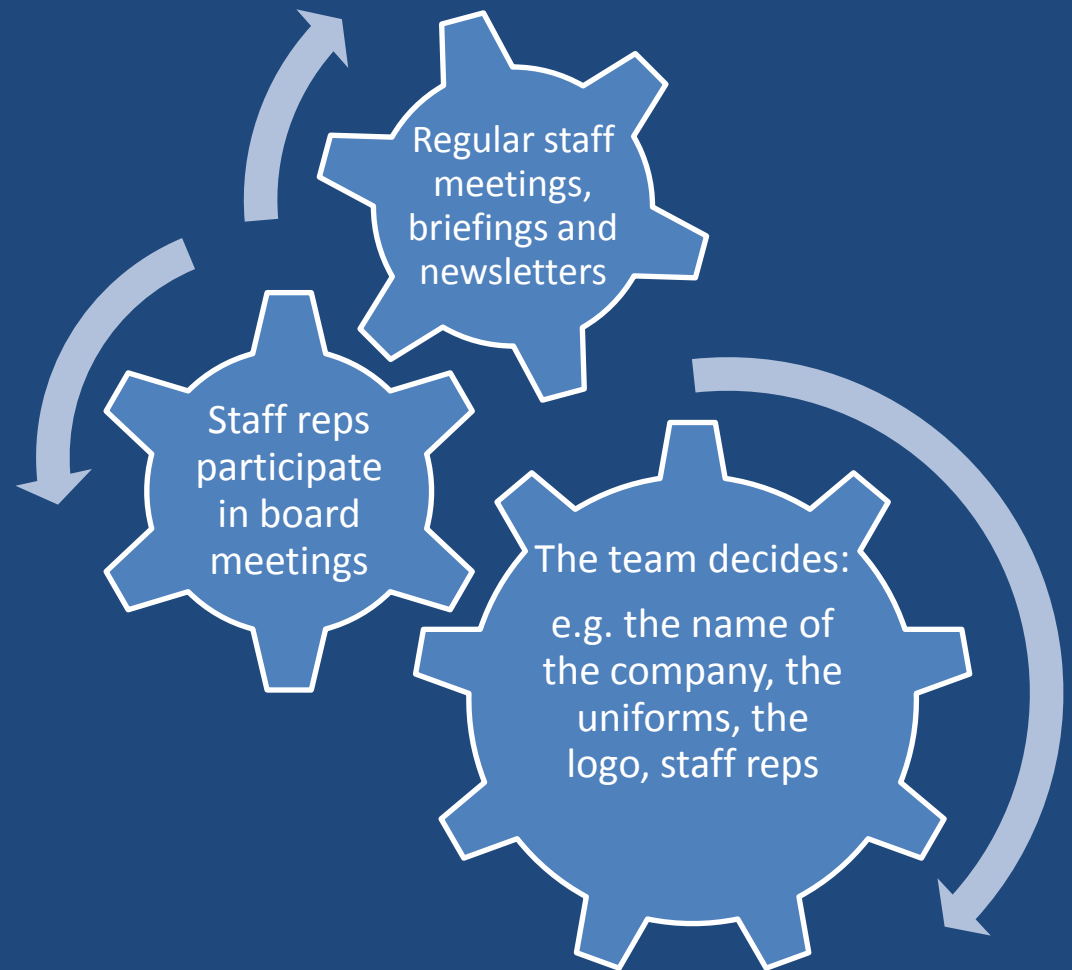 Regular staff
meetings,
briefings and
newsletters
Staff reps
participate
in board
meetings
The team decides:
e.g. the name of
the company, the
uniforms, the
logo, staff reps